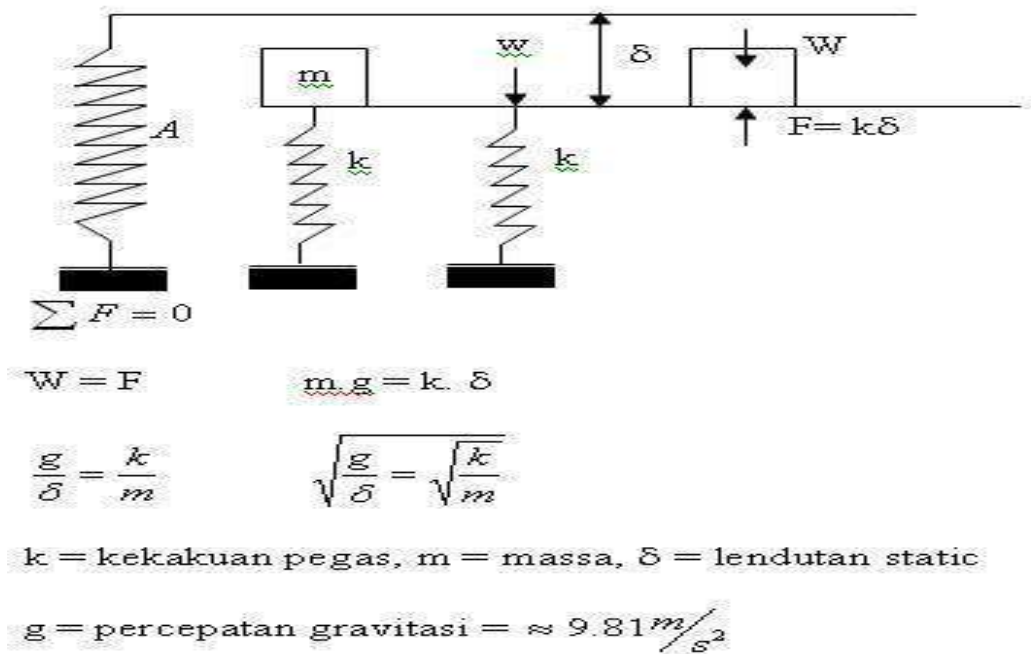 w
δ
W
m
A
k
k
F= kδ
∑ F = 0
W = F m.g = k. δ
g/δ = k/m √(g/δ = √(k/m))
k = kekakuan pegas, m = massa, δ = lendutan static
g = percepatan gravitasi = ≈ 9.81 m/s²